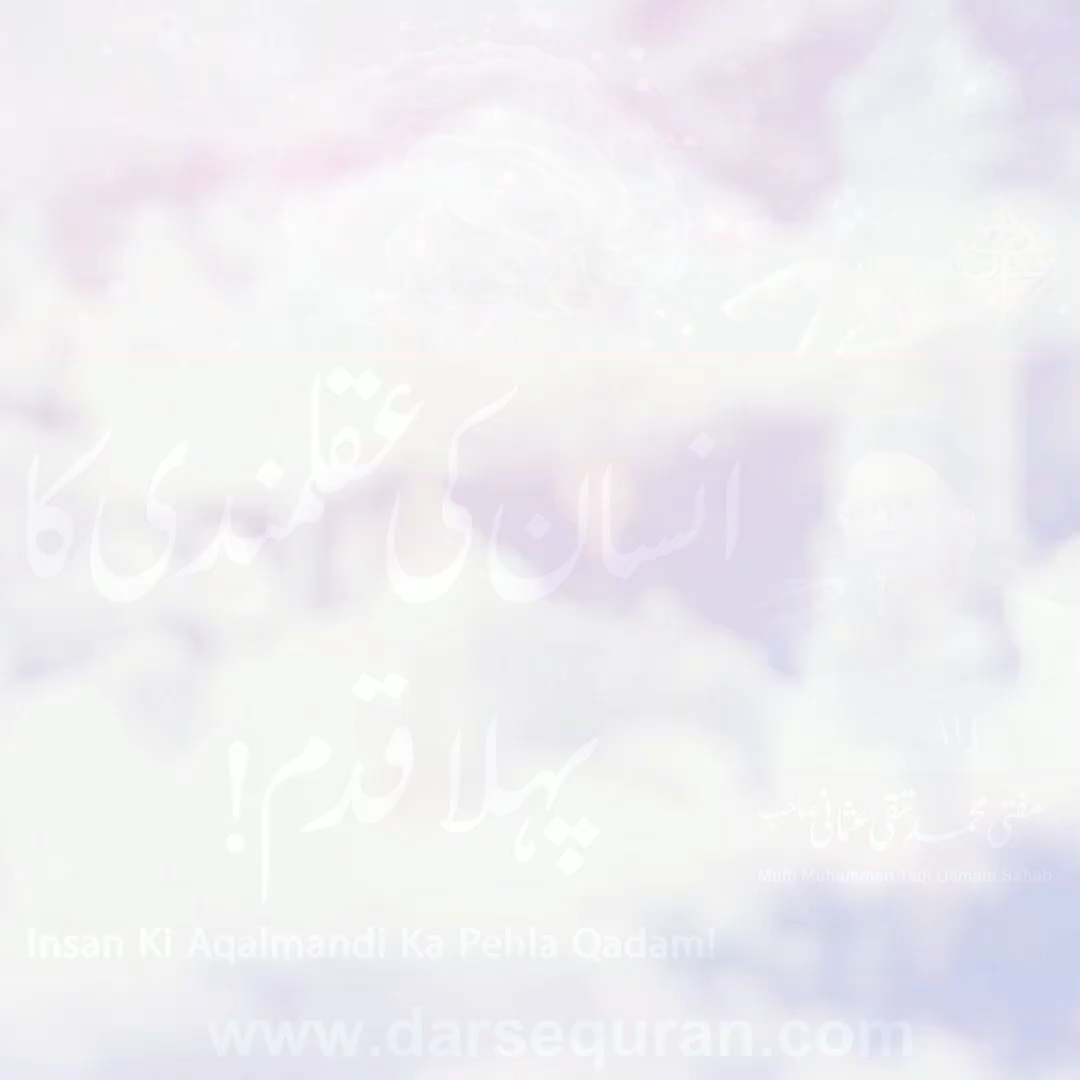 انسان کی عقلمندی کا
پہلا قدم!
Insan Ki Aqalmandi Ka Pehla Qadam!
مفتی محمد تقی عثمانی صاحب
Mufti Muhammad Taqi Usmani Sahab
www.darsequran.com